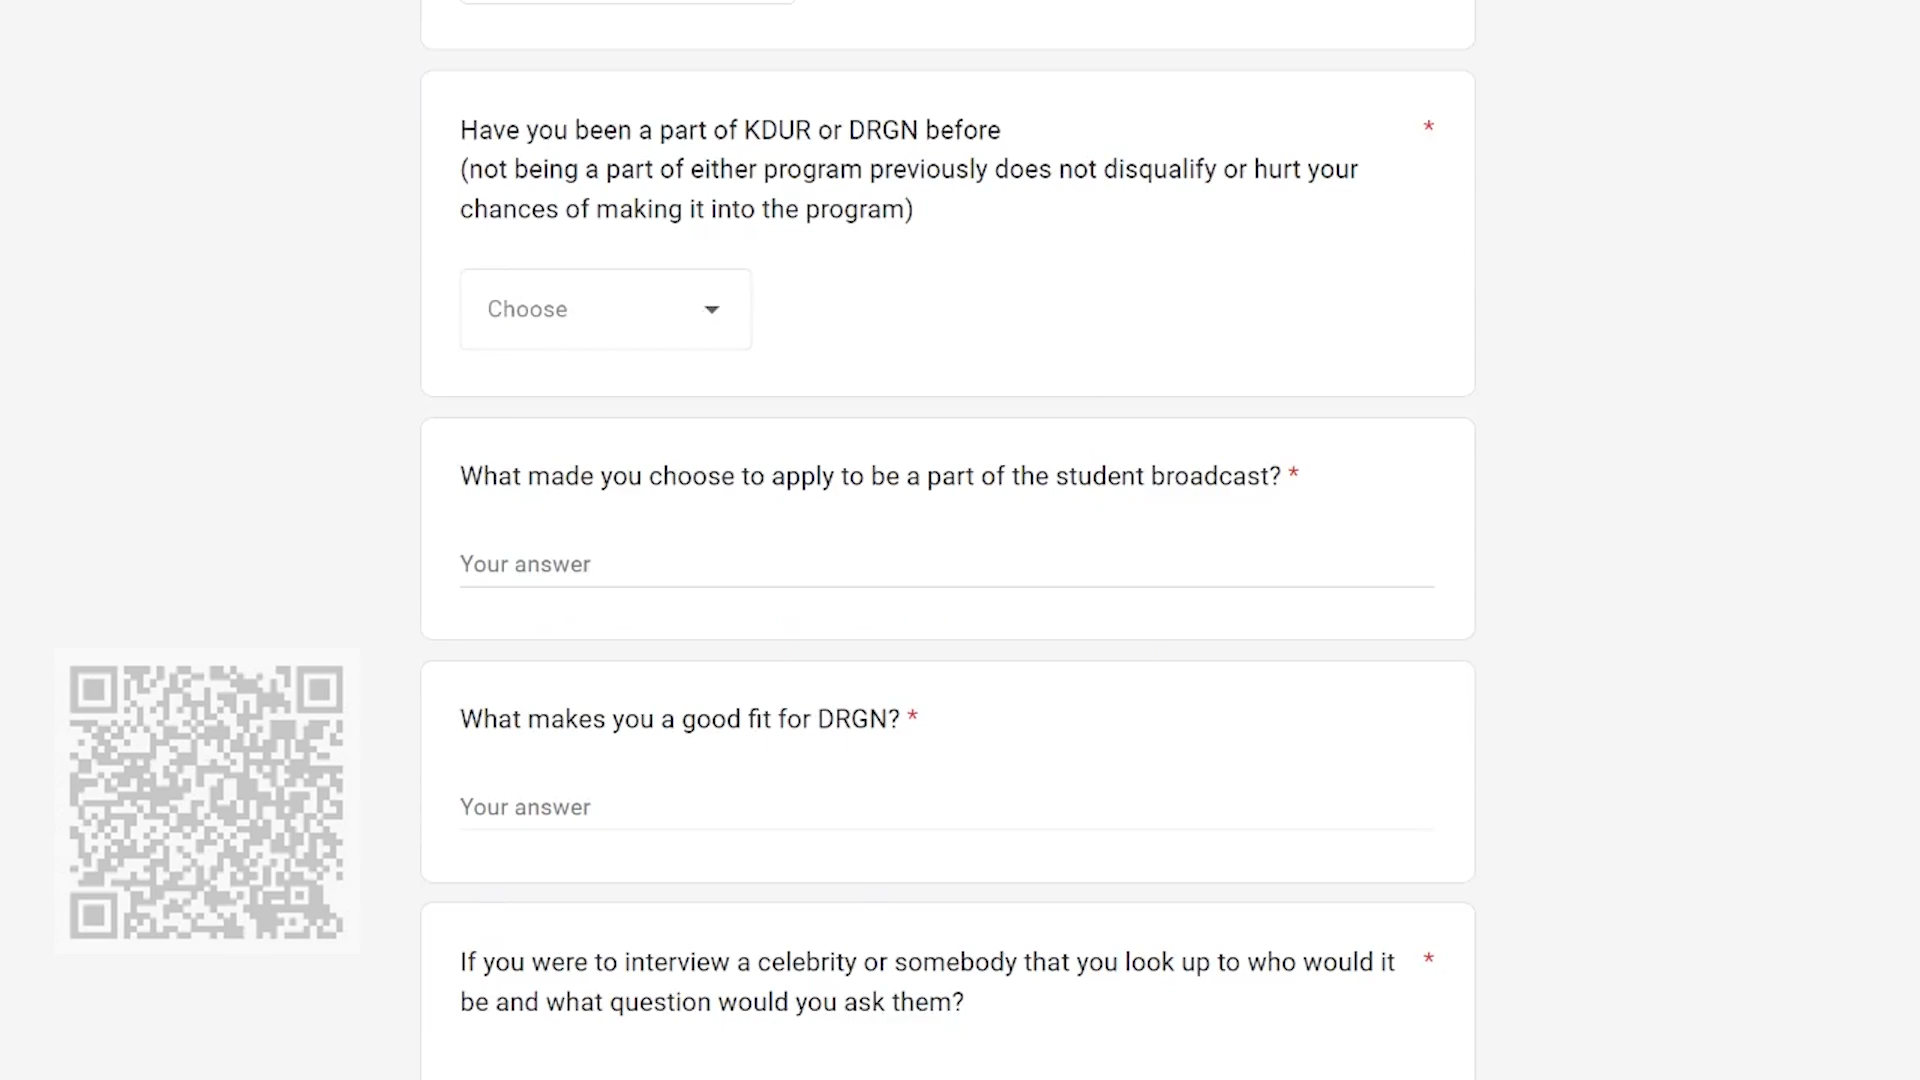 Have you been a part of KDUR or DRGN before *
(not being a part of either program previously does not disqualify or hurt your
chances of making it into the program)
Choose
What made you choose to apply to be a part of the student broadcast? *
Your answer
What makes you a good fit for DRGN? *
Your answer
If you were to interview a celebrity or somebody that you look up to who would it *
be and what question would you ask them?